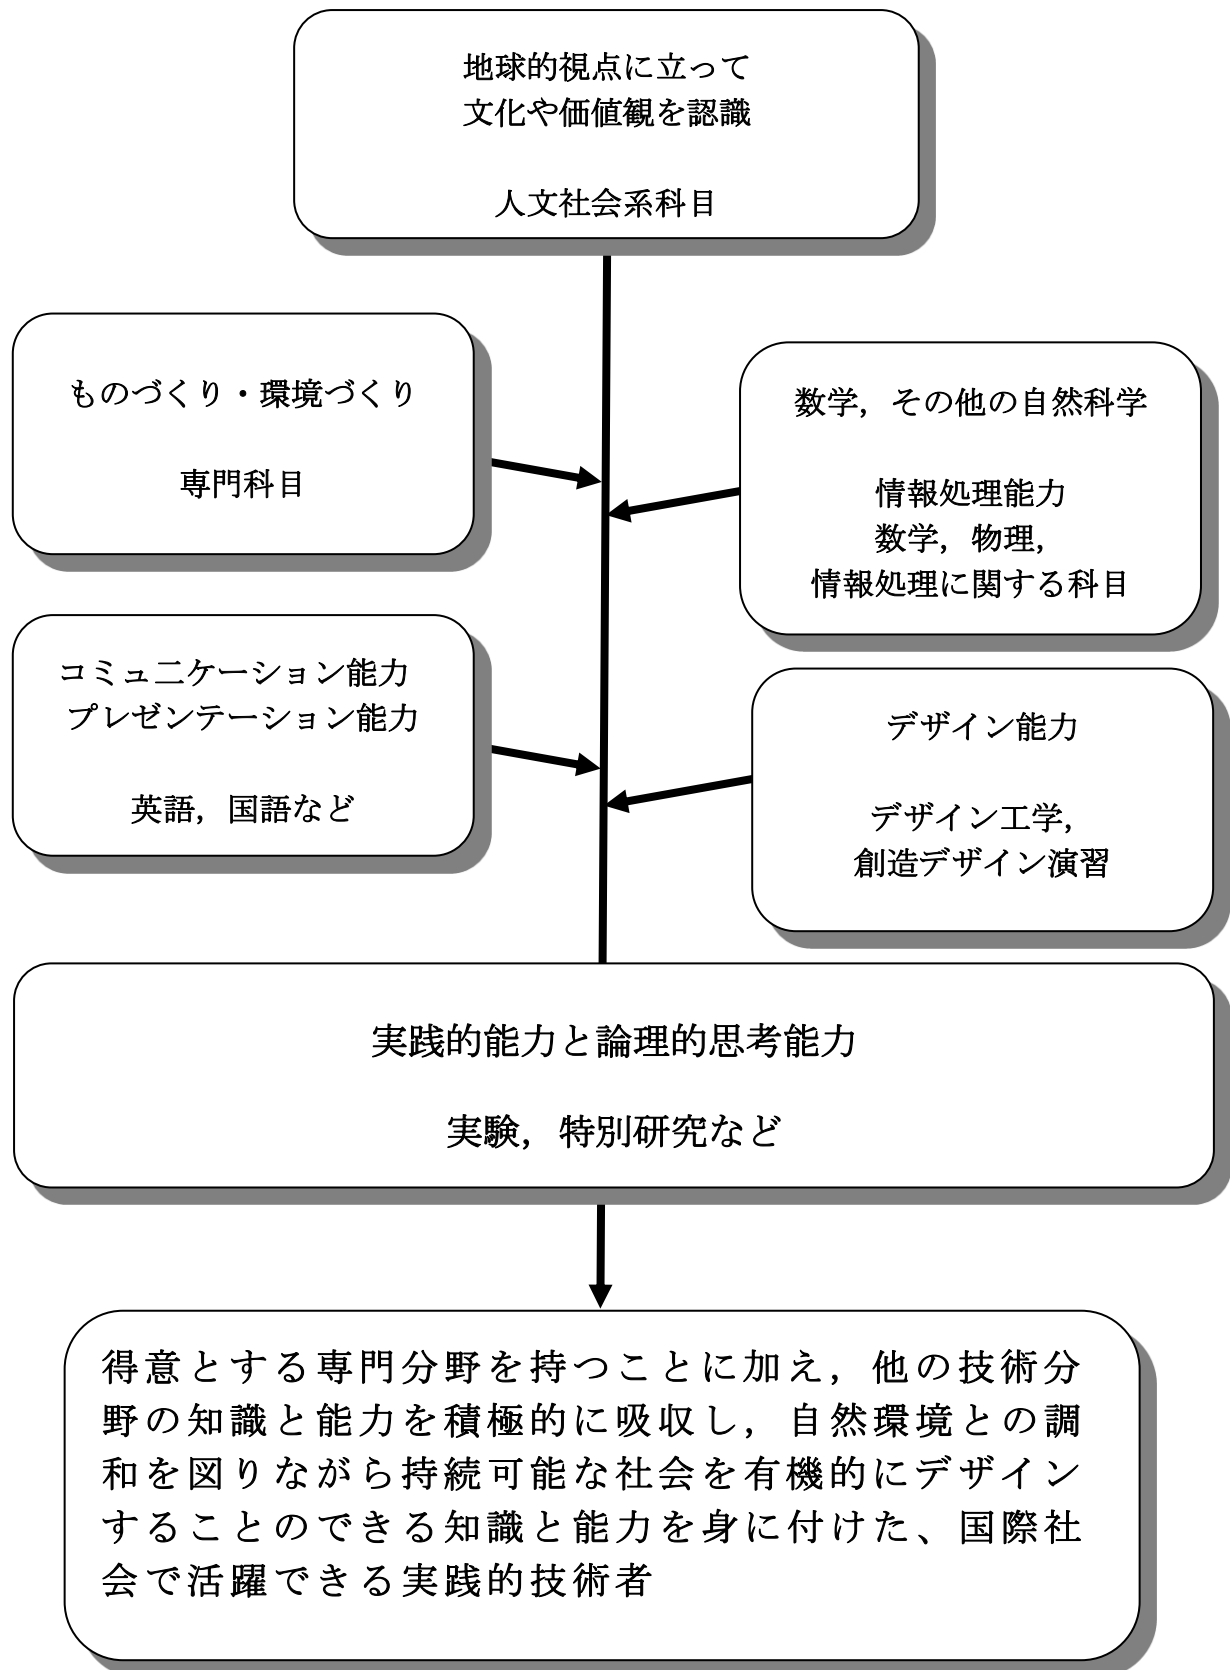 地球的視点に立って
文化や価値観を認識
人文社会系科目
ものづくり・環境づくり
専門科目
数学，その他の自然科学
情報処理能力
数学，物理，
情報処理に関する科目
コミュニケーション能力
プレゼンテーション能力
英語，国語など
デザイン能力
デザイン工学，
創造デザイン演習
実践的能力と論理的思考能力
実験，特別研究など
得意とする専門分野を持つことに加え，他の技術分
野の知識と能力を積極的に吸収し，自然環境との調
和を図りながら持続可能な社会を有機的にデザイン
することのできる知識と能力を身に付けた、国際社
会で活躍できる実践的技術者